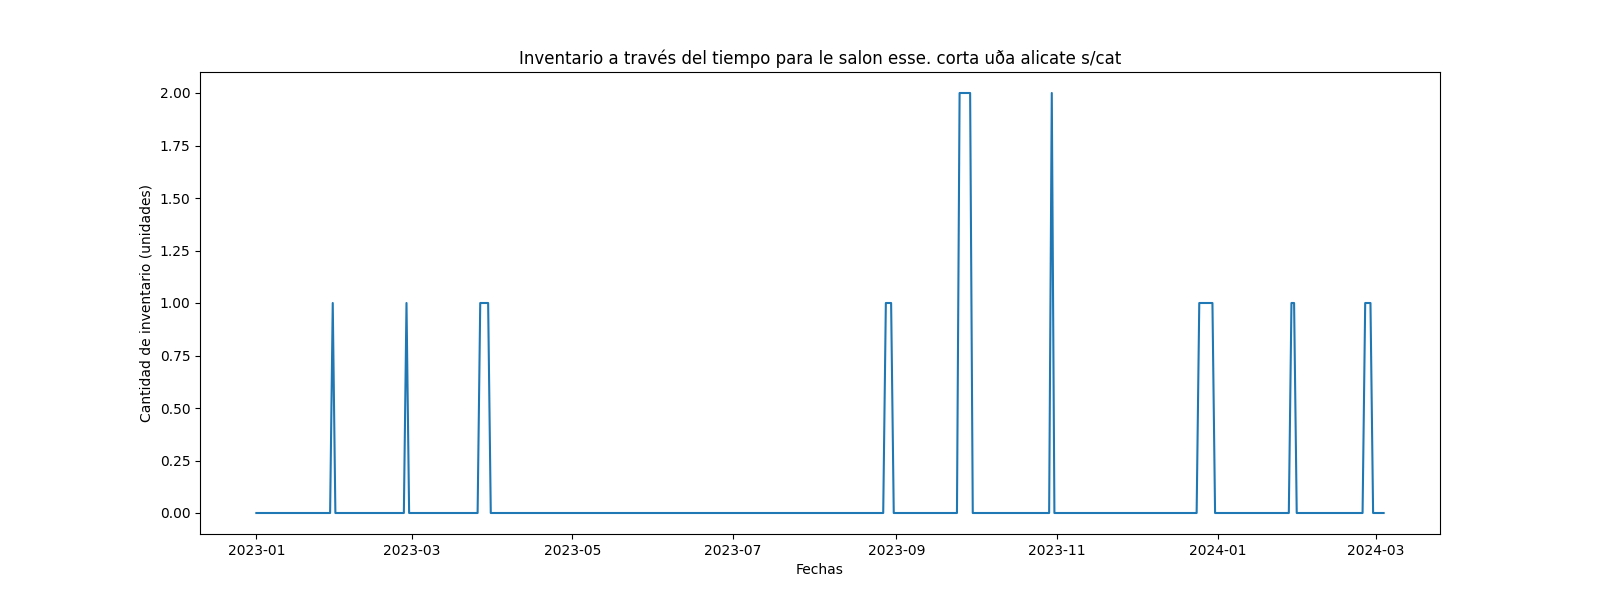 Inventario a través del tiempo para le salon esse. corta uða alicate s/cat
Cantidad de inventario (unidades)
2.00
1.75
1.50
1.25
1.00
0.75
0.50
0.25
0.00
2023-01 2023-03 2023-05 2023-07 2023-09 2023-11 2024-01 2024-03
Fechas